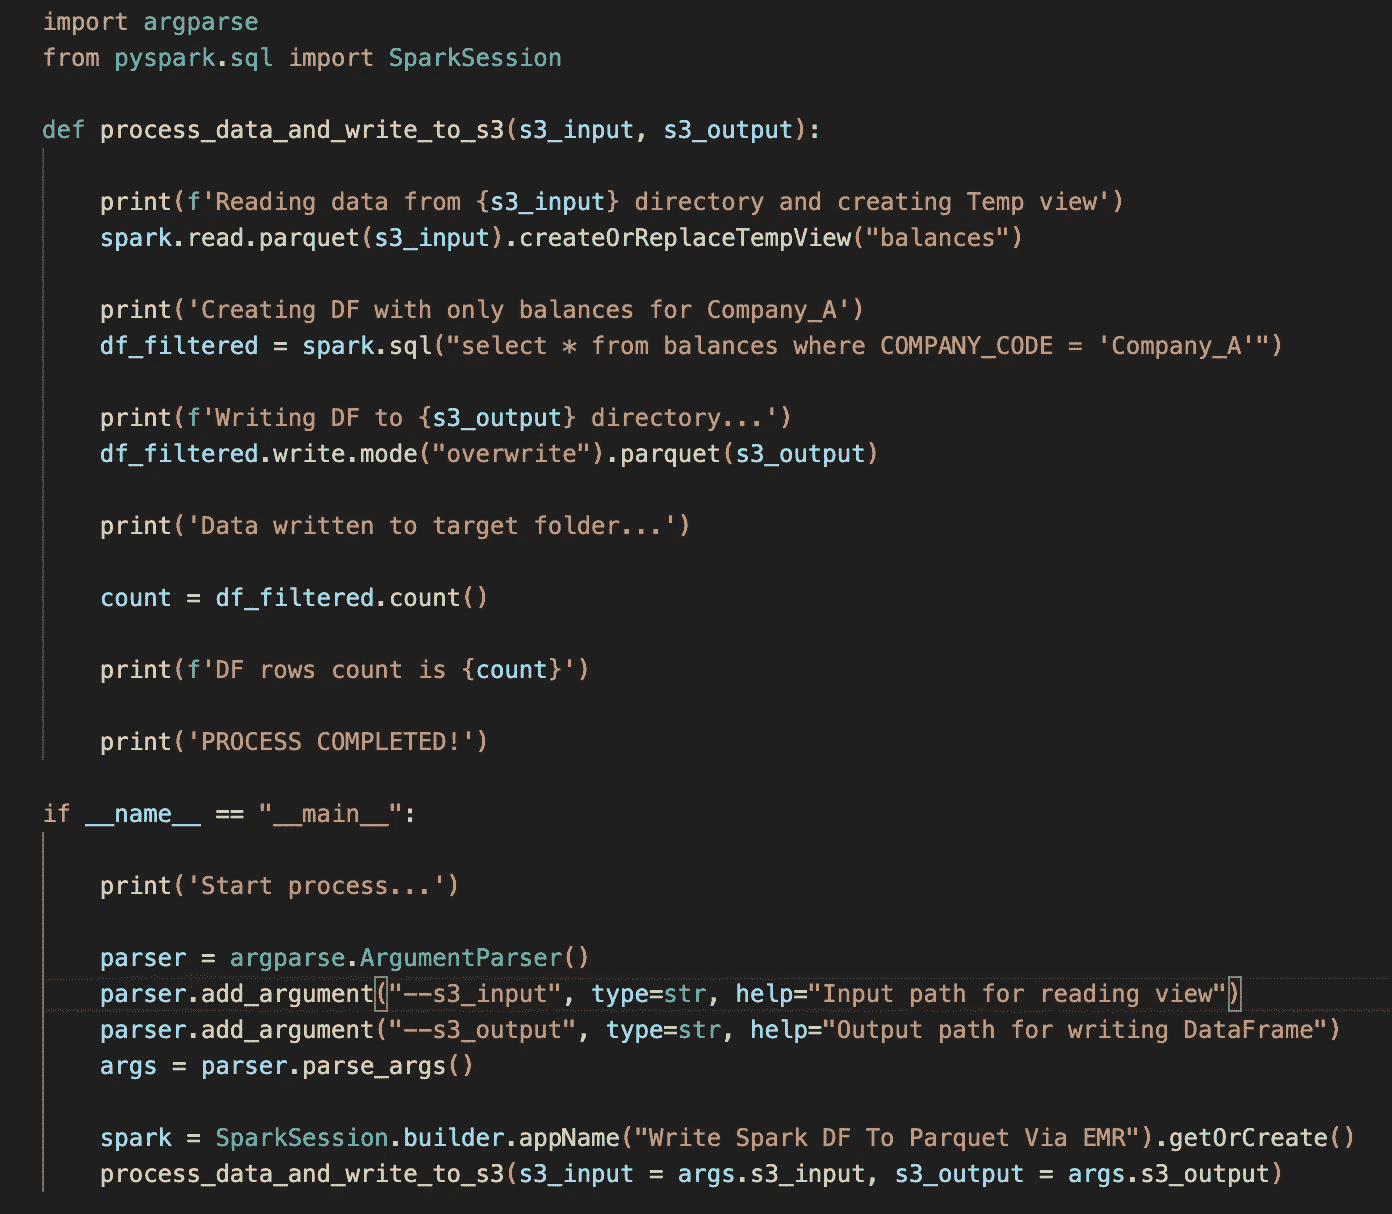 import argparse
from pyspark.sql import SparkSession
def process_data_and_write_to_s3(s3_input, s3_output):
    print(f'Reading data from {s3_input} directory and creating Temp view')
    spark.read.parquet(s3_input).createOrReplaceTempView("balances")
    print('Creating DF with only balances for Company_A')
    df_filtered = spark.sql("select * from balances where COMPANY_CODE = 'Company_A'")
    print(f'Writing DF to {s3_output} directory...')
    df_filtered.write.mode("overwrite").parquet(s3_output)
    print('Data written to target folder...')
    count = df_filtered.count()
    print(f'DF rows count is {count}')
    print('PROCESS COMPLETED!')
if __name__ == "__main__":
    print('Start process...')
    parser = argparse.ArgumentParser()
    parser.add_argument("--s3_input", type=str, help="Input path for reading view")
    parser.add_argument("--s3_output", type=str, help="Output path for writing DataFrame")
    args = parser.parse_args()
    spark = SparkSession.builder.appName("Write Spark DF To Parquet Via EMR").getOrCreate()
    process_data_and_write_to_s3(s3_input = args.s3_input, s3_output = args.s3_output)